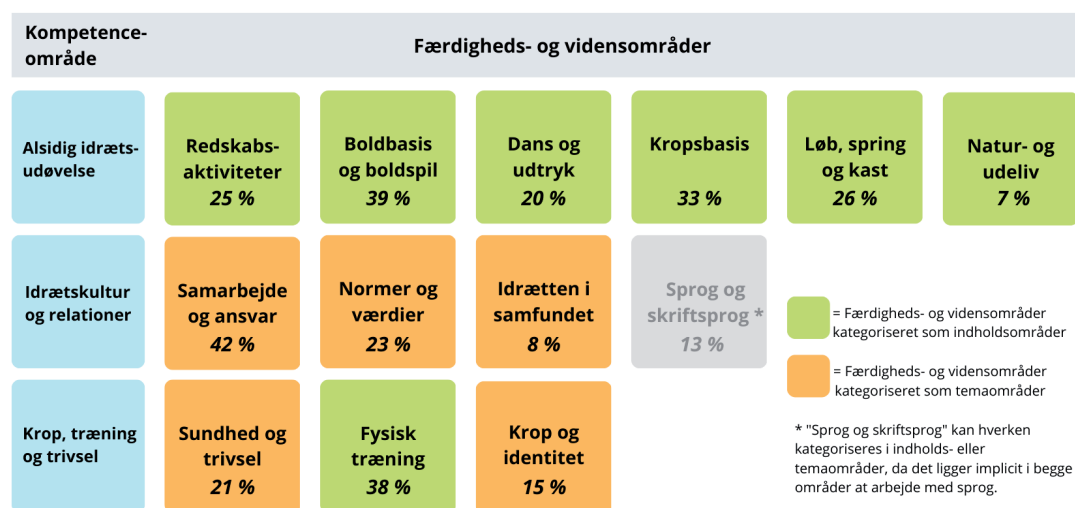 Kompetence-
område
Færdigheds- og vidensområder
Alsidig idræts-
udøvelse
Redskabs-
aktiviteter
25 %
Boldbasis
og boldspil
39 %
Dans og
udtryk
20 %
Kropsbasis
33 %
Løb, spring
og kast
26 %
Natur- og
udeliv
7 %
Idrætskultur
og relationer
Samarbejde
og ansvar
42 %
Normer og
værdier
23 %
Idrætten i
samfundet
8 %
Sprog og
skriftsprog *
13 %
= Færdigheds- og vidensområder
kategoriseret som indholdsområder
= Færdigheds- og vidensområder
kategoriseret som temaområder
Krop, træning
og trivsel
Sundhed og
trivsel
21 %
Fysisk
træning
38 %
Krop og
identitet
15 %
* "Sprog og skriftsprog" kan hverken
kategoriseres i indholds- eller
temaområder, da det ligger implicit i begge
områder at arbejde med sprog.